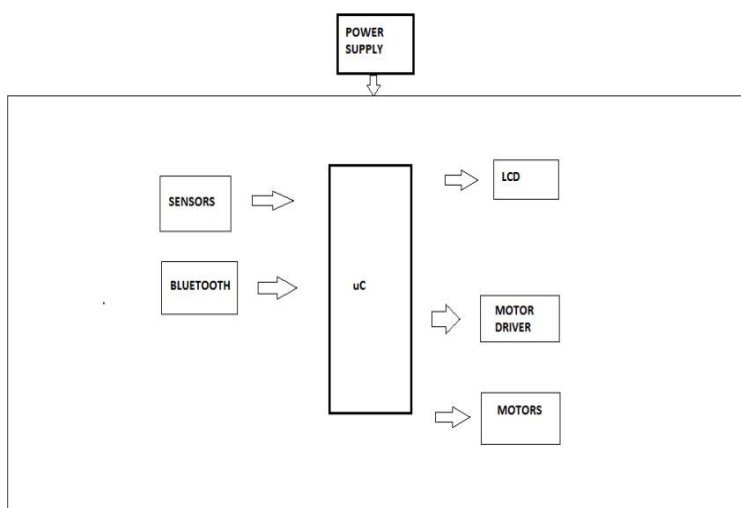 POWER
SUPPLY
SENSORS
BLUETOOTH
uC
LCD
MOTOR
DRIVER
MOTORS